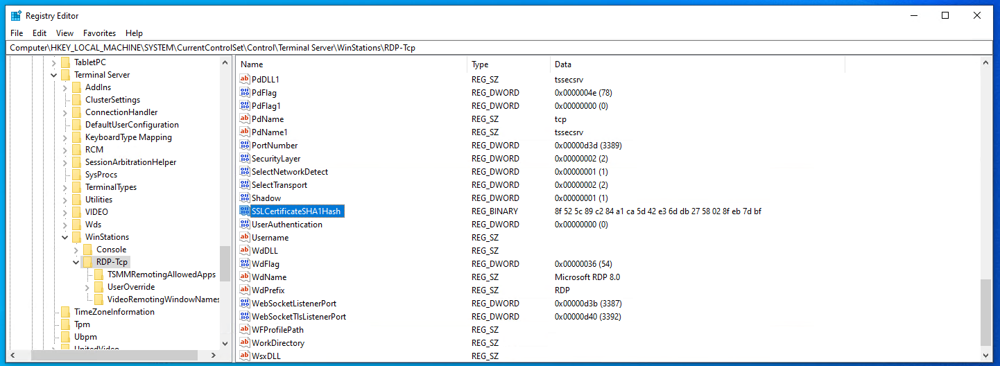 Registry Editor
File Edit View Favorites Help
Computer\HKEY_LOCAL_MACHINE\SYSTEM\CurrentControlSet\Control\Terminal Server\WinStations\RDP-Tcp
TabletPC
Terminal Server
AddIns
ClusterSettings
ConnectionHandler
DefaultUserConfiguration
KeyboardType Mapping
RCM
SessionArbitrationHelper
SysProcs
TerminalTypes
Utilities
VIDEO
Wds
WinStations
Console
RDP-Tcp
TSMMRemotingAllowedApps
UserOverride
VideoRemotingWindowNames
TimeZoneInformation
Tpm
Ubpm
UnitedVideo
Name Type Data
PdDLL1 REG_SZ tssecsrv
PdFlag REG_DWORD 0x0000004e (78)
PdFlag1 REG_DWORD 0x00000000 (0)
PdName REG_SZ tcp
PdName1 REG_SZ tssecsrv
PortNumber REG_DWORD 0x00000d3d (3389)
SecurityLayer REG_DWORD 0x00000002 (2)
SelectNetworkDetect REG_DWORD 0x00000001 (1)
SelectTransport REG_DWORD 0x00000002 (2)
Shadow REG_DWORD 0x00000001 (1)
SSLCertificateSHA1Hash REG_BINARY 8f 52 5c 89 c2 84 a1 ca 5d 42 e3 6d db 27 58 02 8f eb 7d bf
UserAuthentication REG_DWORD 0x00000000 (0)
Username REG_SZ
WdDLL REG_SZ
WdFlag REG_DWORD 0x00000036 (54)
WdName REG_SZ Microsoft RDP 8.0
WdPrefix REG_SZ RDP
WebSocketListenerPort REG_DWORD 0x00000d3b (3387)
WebSocketTlsListenerPort REG_DWORD 0x00000d40 (3392)
WFProfilePath REG_SZ
WorkDirectory REG_SZ
WsxDLL REG_SZ